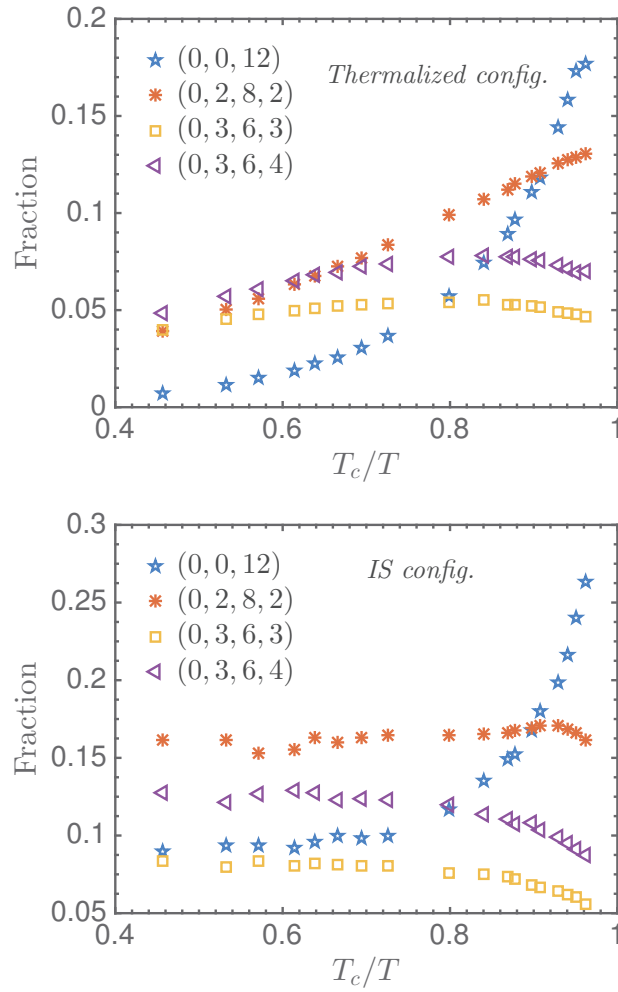 0.2
0.15
0.1
0.05
0
Fraction
(0, 0, 12)
(0, 2, 8, 2)
(0, 3, 6, 3)
(0, 3, 6, 4)
Thermalized config.
0.4 0.6 0.8 1
T_c/T
0.3
0.25
0.2
0.15
0.1
0.05
Fraction
(0, 0, 12)
(0, 2, 8, 2)
(0, 3, 6, 3)
(0, 3, 6, 4)
IS config.
0.4 0.6 0.8 1
T_c/T